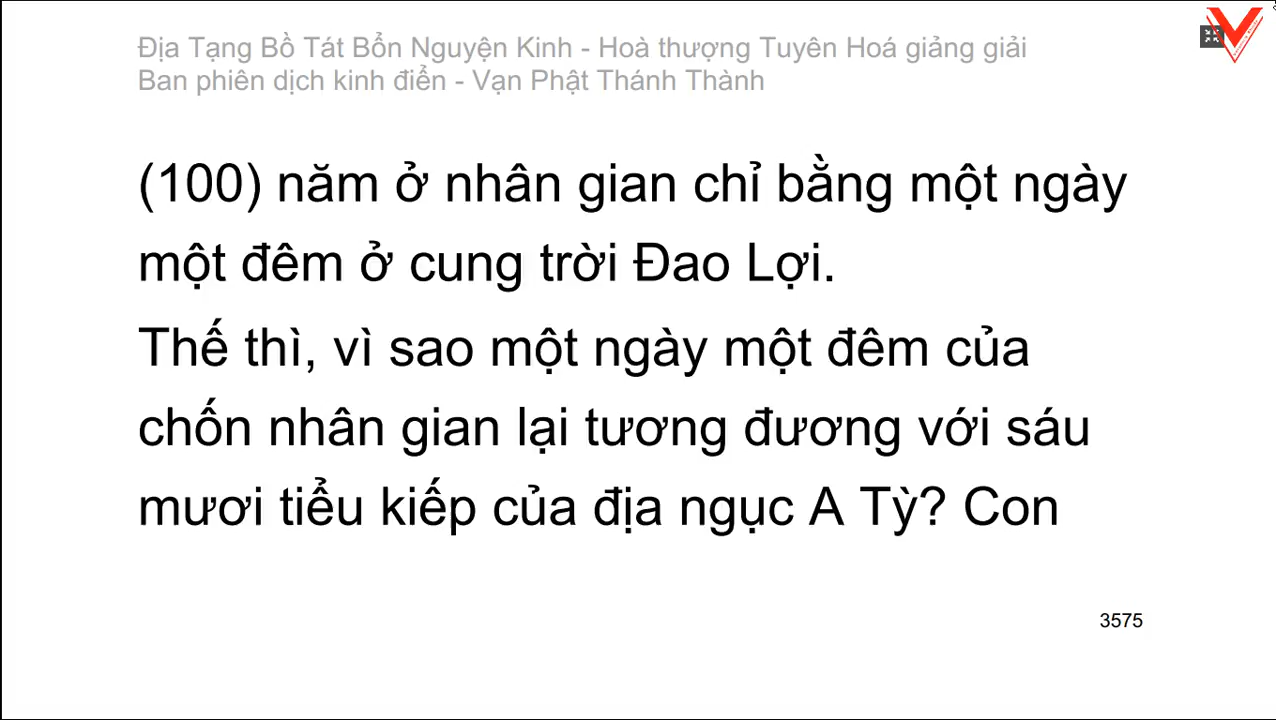 Địa Tạng Bồ Tát Bổn Nguyện Kinh - Hoà thượng Tuyên Hoá giảng giải
Ban phiên dịch kinh điển - Vạn Phật Thánh Thành
(100) năm ở nhân gian chỉ bằng một ngày
một đêm ở cung trời Đao Lợi.
Thế thì, vì sao một ngày một đêm của
chốn nhân gian lại tương đương với sáu
mươi tiểu kiếp của địa ngục A Tỳ? Con
3575